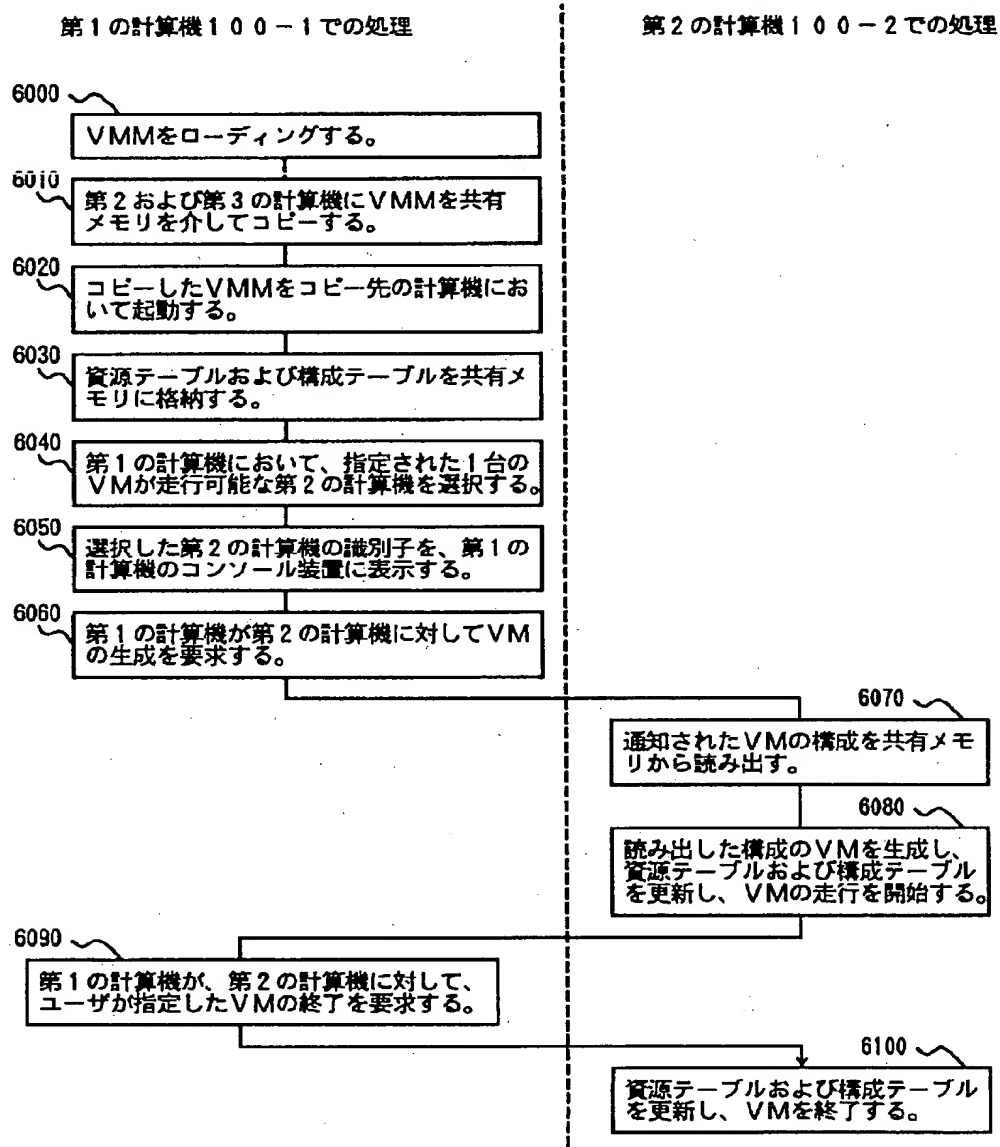 第１の計算機１００－１での処理
第２の計算機１００－２での処理
6000
ＶＭＭをローディングする。
6010
第２および第３の計算機にＶＭＭを共有
メモリを介してコピーする。
6020
コピーしたＶＭＭをコピー先の計算機にお
いて起動する。
6030
資源テーブルおよび構成テーブルを共有メ
モリに格納する。
6040
第１の計算機において、指定された１台の
ＶＭが走行可能な第２の計算機を選択する。
6050
選択した第２の計算機の識別子を、第１の
計算機のコンソール装置に表示する。
6060
第１の計算機が第２の計算機に対してＶＭ
の生成を要求する。
6070
通知されたＶＭの構成を共有メモ
リから読み出す。
6080
読み出した構成のＶＭを生成し、
資源テーブルおよび構成テーブル
を更新し、ＶＭの走行を開始する。
6090
第１の計算機が、第２の計算機に対して、
ユーザが指定したＶＭの終了を要求する。
6100
資源テーブルおよび構成テーブル
を更新し、ＶＭを終了する。